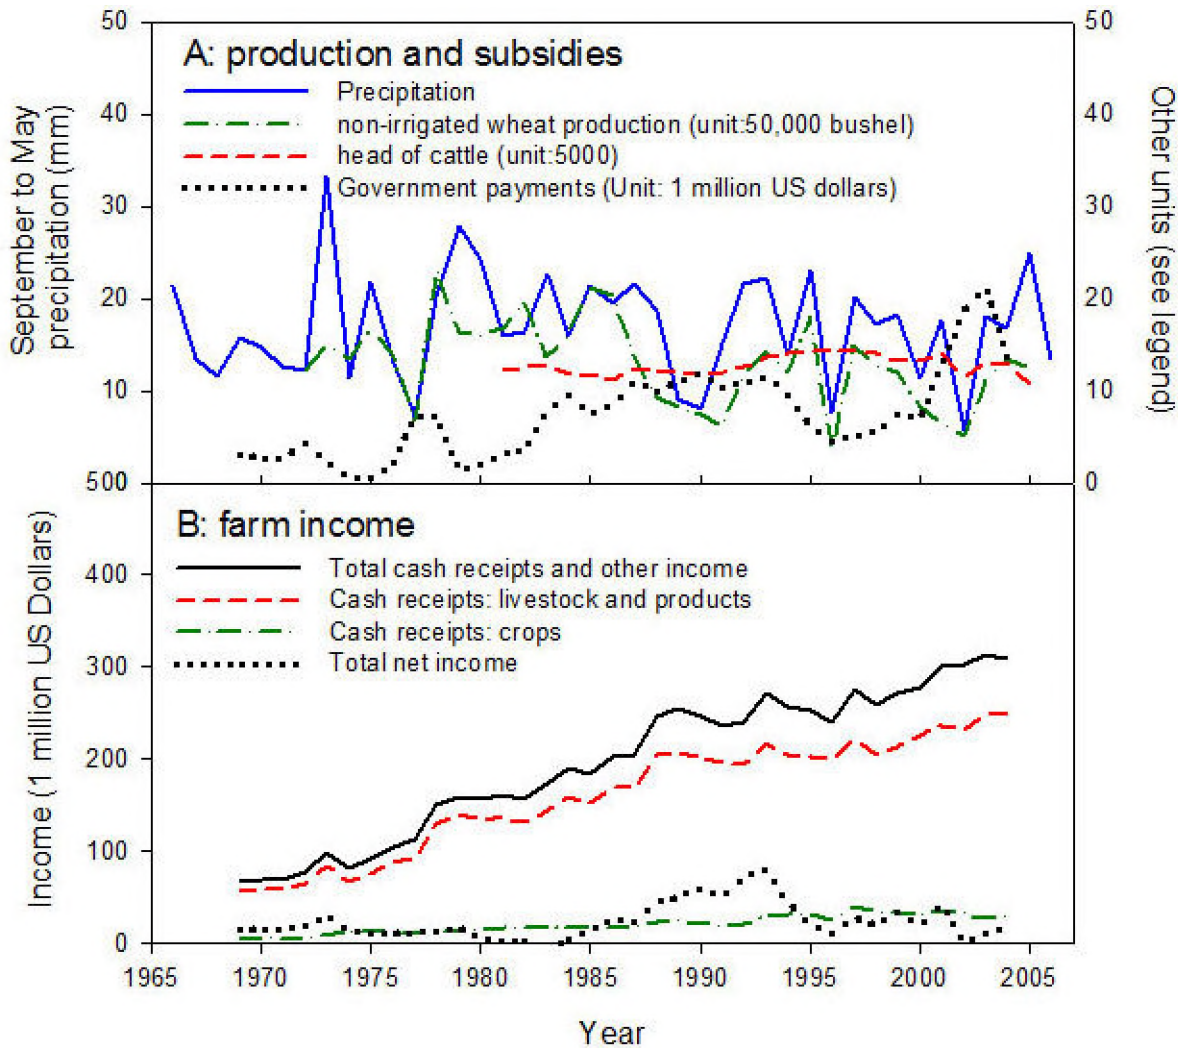 A: production and subsidies
Precipitation
non-irrigated wheat production (unit:50,000 bushel)
head of cattle (unit:5000)
Government payments (Unit: 1 million US dollars)
September to May
precipitation (mm)
50
40
30
20
10
500
Other units (see legend)
50
40
30
20
10
0
B: farm income
Total cash receipts and other income
Cash receipts: livestock and products
Cash receipts: crops
Total net income
Income (1 million US Dollars)
400
300
200
100
0
1965 1970 1975 1980 1985 1990 1995 2000 2005
Year